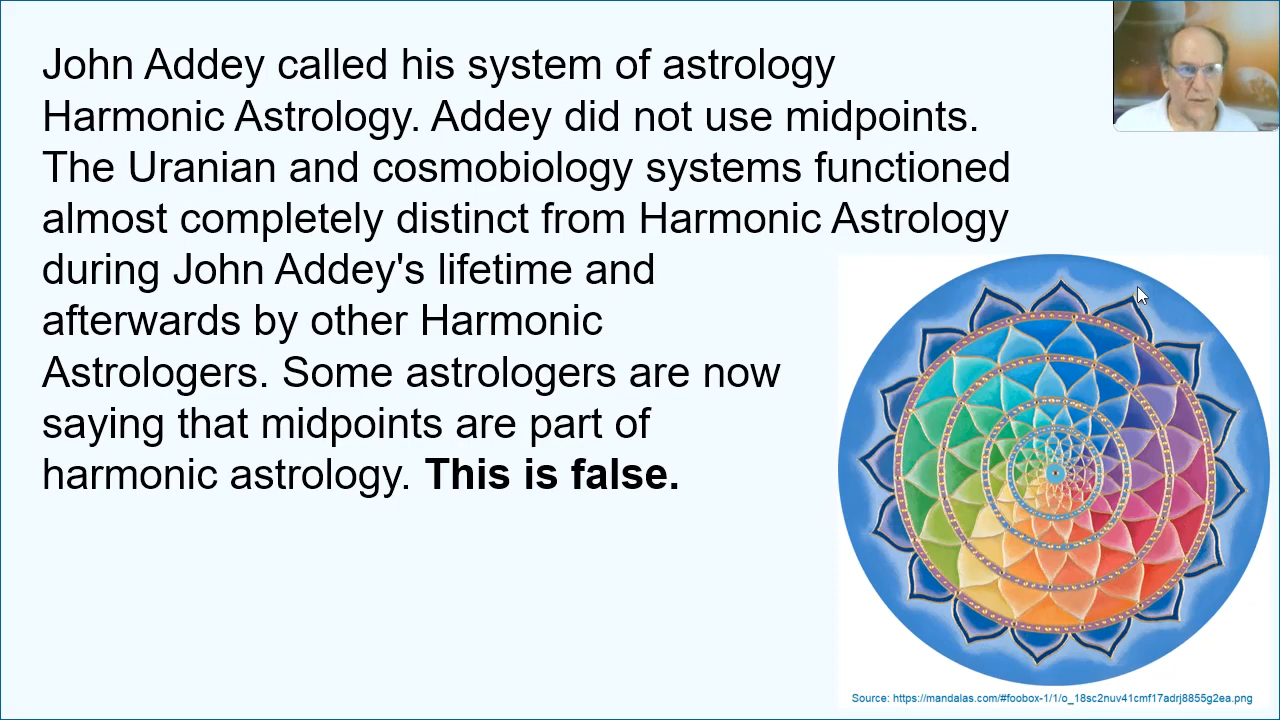 John Addey called his system of astrology
Harmonic Astrology. Addey did not use midpoints.
The Uranian and cosmobiology systems functioned
almost completely distinct from Harmonic Astrology
during John Addey's lifetime and
afterwards by other Harmonic
Astrologers. Some astrologers are now
saying that midpoints are part of
harmonic astrology. This is false.
Source: https://mandalas.com/#foobox-1/1/o_18sc2nuv41cmf17adrj8855g2ea.png